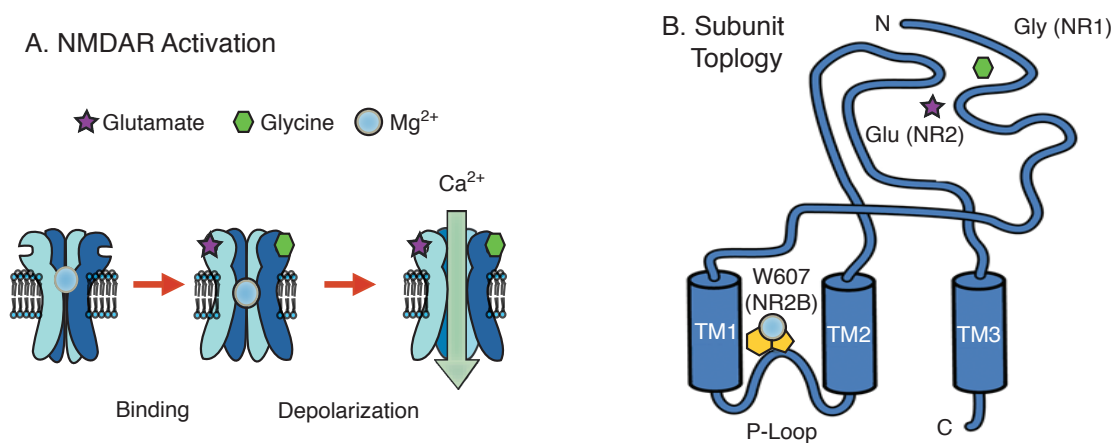 A. NMDAR Activation
Glutamate
Glycine
Mg2+
Ca2+
Binding
Depolarization
B. Subunit
Toplogy
N
Gly (NR1)
Glu (NR2)
W607
(NR2B)
TM1
TM2
TM3
P-Loop
C